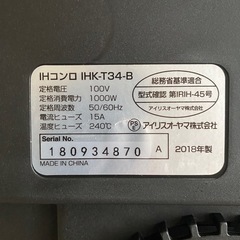 IHコンロ IHK-T34-B
定格電圧：100V
定格消費電力：1000W
定格周波数：50/60Hz
電流ヒューズ：15A
温度ヒューズ：240℃
総務省基準適合
型式確認 第IRIH-45号
アイリスオーヤマ株式会社
PS E
アイリスオーヤマ株式会社
Serial No.
180934870 A
2018年製